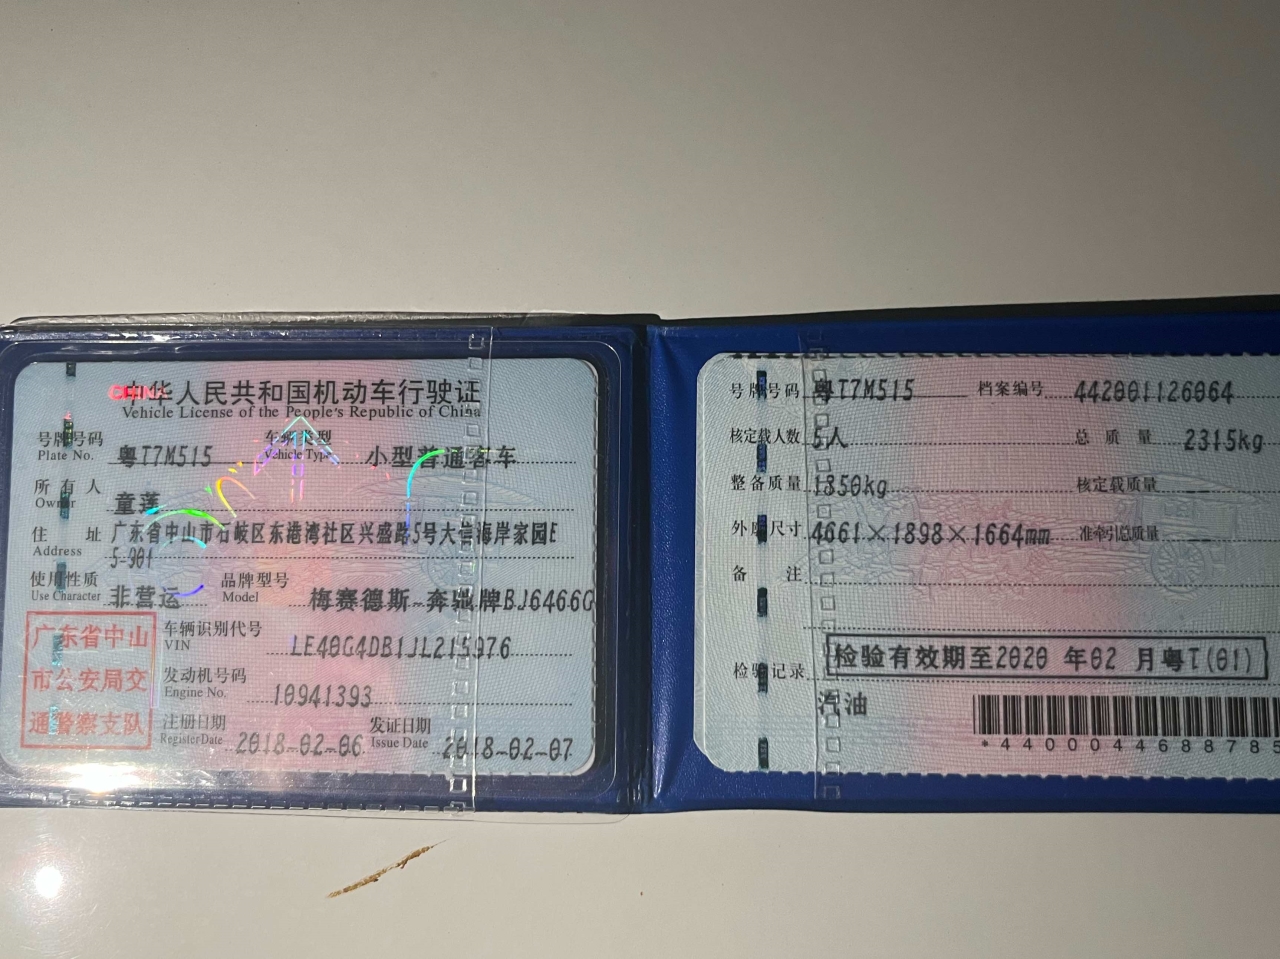 中华人民共和国机动车行驶证
Vehicle License of the People's Republic of China
号牌号码 Plate No. 粤T7M515 车辆类型 Vehicle Type 小型普通客车
所有人 Owner 童莲
住址 Address 广东省中山市石岐区东港湾社区兴盛路5号大信海岸家园E
5-901
使用性质 Use Character 非营运 品牌型号 Model 梅赛德斯-奔驰牌BJ6466G
广东省中山
市公安局交
通警察支队
车辆识别代号 VIN LE40G4DB1JL215976
发动机号码 Engine No. 10941393
注册日期 Register Date 2018-02-06 发证日期 Issue Date 2018-02-07
号牌号码 粤T7M515 档案编号 442001126064
核定载人数 5人 总质量 2315kg
整备质量 1850kg 核定载质量 --
外廓尺寸 4661×1898×1664mm 准牵引总质量 --
备注
检验记录 检验有效期至2020年02月粤T(01)
汽油
*4400044688785